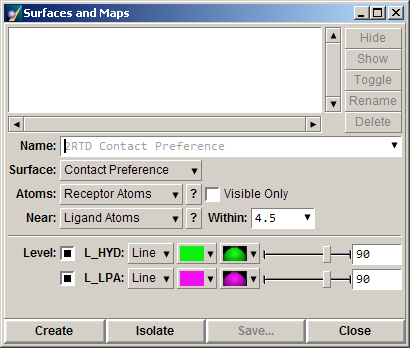 Surfaces and Maps
Hide
Show
Toggle
Rename
Delete
Name: 2RTD Contact Preference
Surface: Contact Preference
Atoms: Receptor Atoms ? Visible Only
Near: Ligand Atoms ? Within: 4.5
Level: L_HYD: Line 90
L_LPA: Line 90
Create Isolate Save... Close